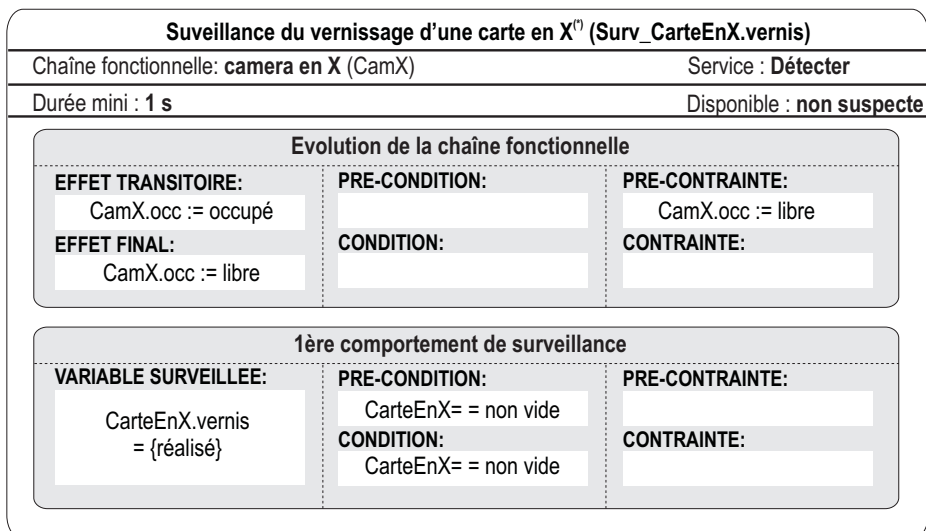 Suveillance du vernissage d'une carte en X(*) (Surv_CarteEnX.vernis)
Chaîne fonctionnelle: camera en X (CamX) Service : Détecter
Durée mini : 1 s Disponible : non suspecte
Evolution de la chaîne fonctionnelle
EFFET TRANSITOIRE: PRE-CONDITION: PRE-CONTRAINTE:
CamX.occ := occupé CamX.occ := libre
EFFET FINAL: CONDITION: CONTRAINTE:
CamX.occ := libre
1ère comportement de surveillance
VARIABLE SURVEILLEE: PRE-CONDITION: PRE-CONTRAINTE:
CarteEnX= = non vide
CarteEnX.vernis
= {réalisé}
CONDITION: CONTRAINTE:
CarteEnX= = non vide